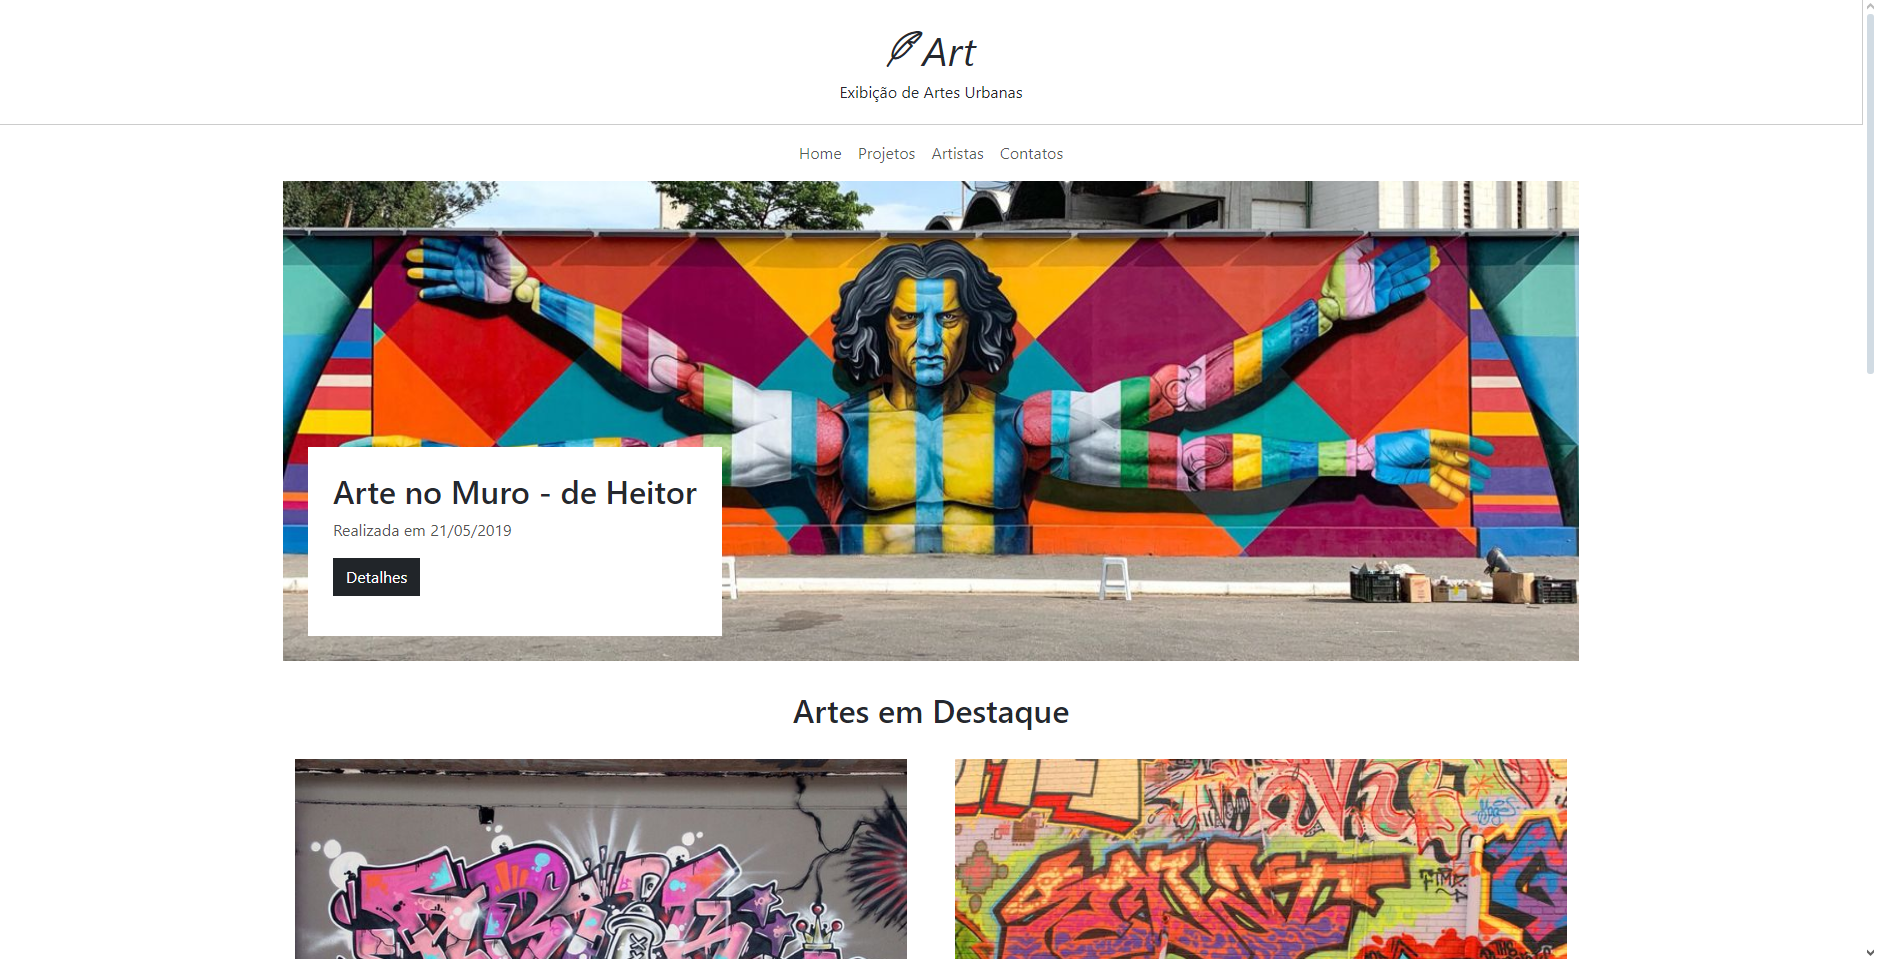 Art
Exibição de Artes Urbanas
Home Projetos Artistas Contatos
Arte no Muro - de Heitor
Realizada em 21/05/2019
Detalhes
Artes em Destaque